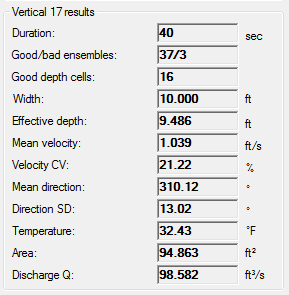 Vertical 17 results
Duration: 40 sec
Good/bad ensembles: 37/3
Good depth cells: 16
Width: 10.000 ft
Effective depth: 9.486 ft
Mean velocity: 1.039 ft/s
Velocity CV: 21.22 %
Mean direction: 310.12 °
Direction SD: 13.02 °
Temperature: 32.43 °F
Area: 94.863 ft²
Discharge Q: 98.582 ft³/s